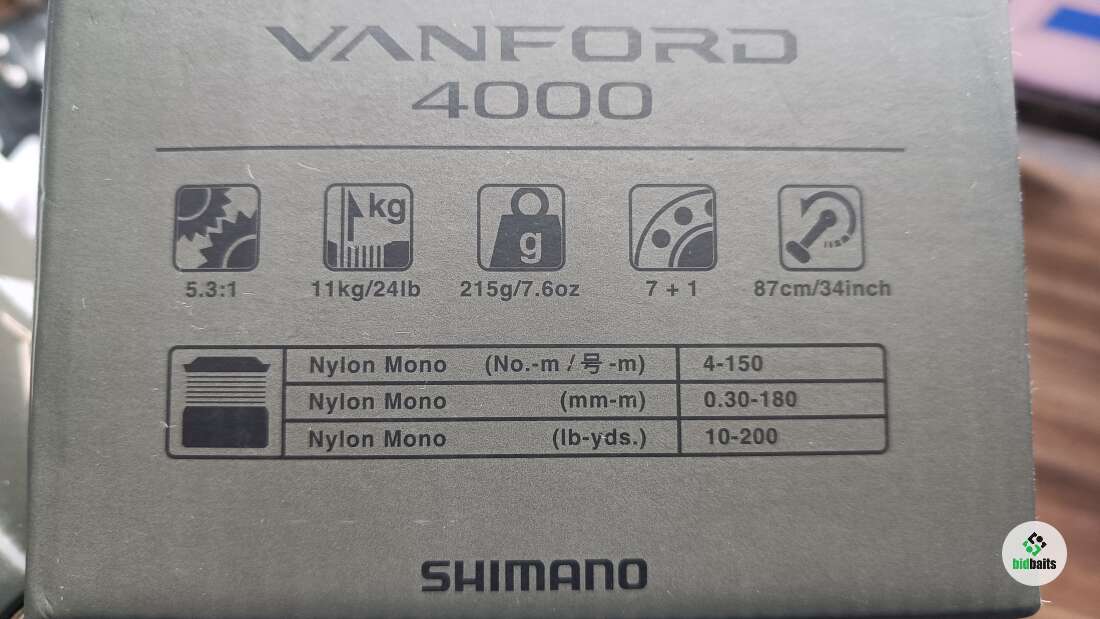 VANFORD
4000
kg
g
5.3:1 11kg/24lb 215g/7.6oz 7 + 1 87cm/34inch
Nylon Mono (No.-m / 号 -m) 4-150
Nylon Mono (mm-m) 0.30-180
Nylon Mono (lb-yds.) 10-200
SHIMANO
bidbaits